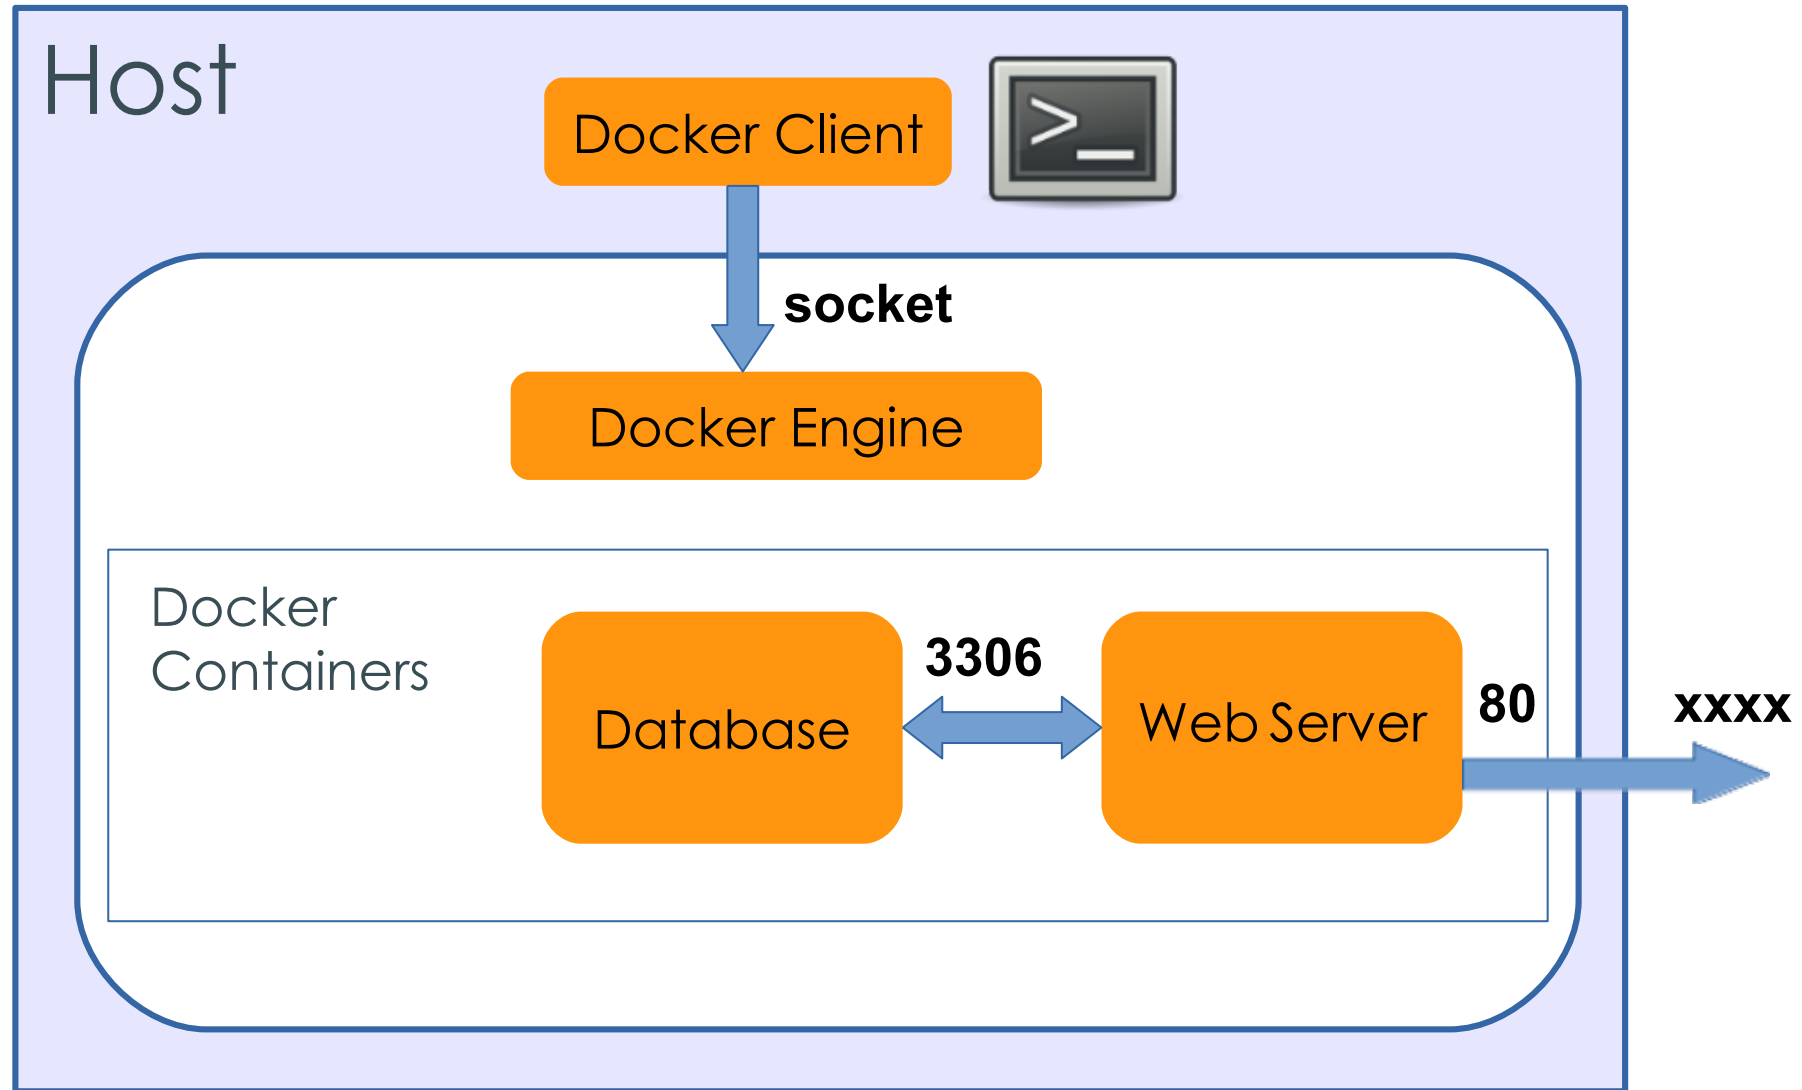 Host
Docker Client
>_
socket
Docker Engine
Docker
Containers
Database
3306
Web Server
80
xxxx